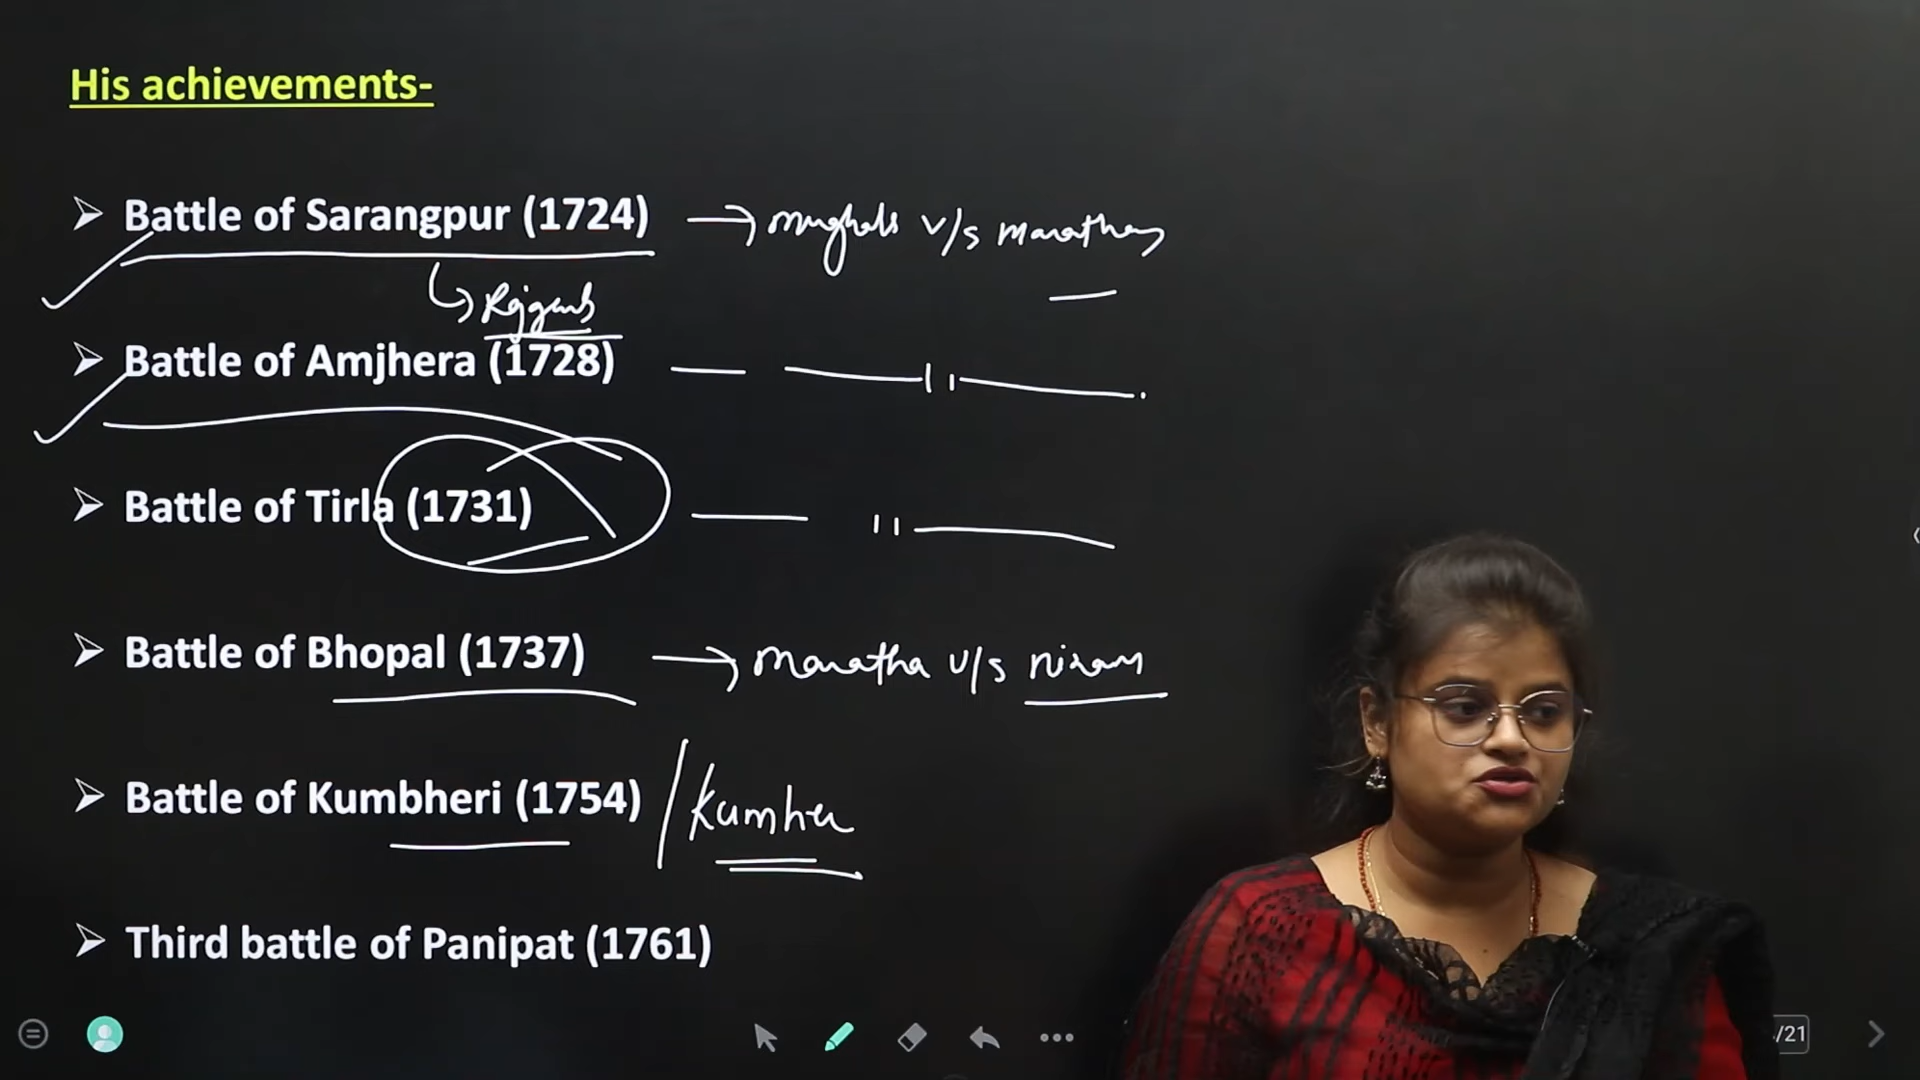 His achievements-
➢ Battle of Sarangpur (1724) → mughals v/s marathas
↳ Rajgarh
➢ Battle of Amjhera (1728) — — " — .
➢ Battle of Tirla (1731) — " —
➢ Battle of Bhopal (1737) → maratha v/s nizam
➢ Battle of Kumbheri (1754) / Kumher
➢ Third battle of Panipat (1761)
/21